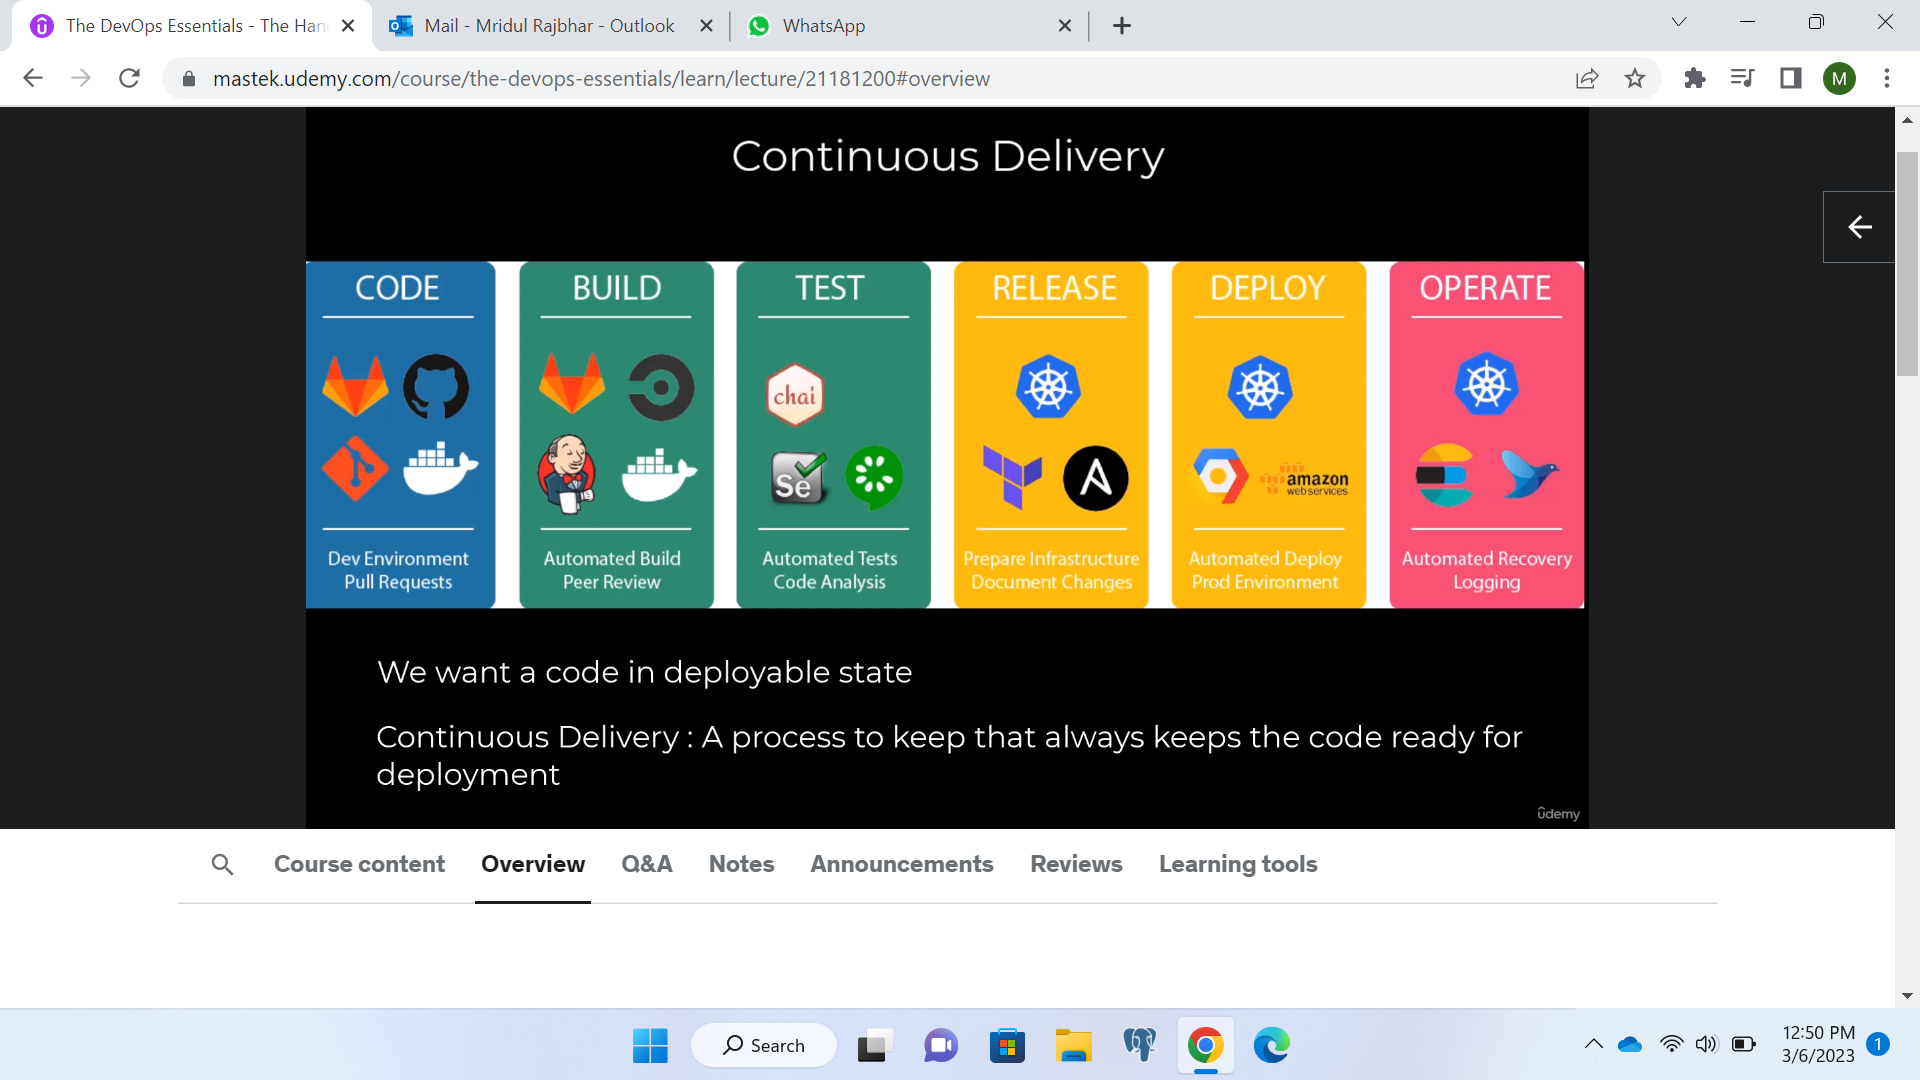 The DevOps Essentials - The Han
Mail - Mridul Rajbhar - Outlook
WhatsApp
mastek.udemy.com/course/the-devops-essentials/learn/lecture/21181200#overview
M
Continuous Delivery
CODE
BUILD
TEST
RELEASE
DEPLOY
OPERATE
chai
Se
A
amazon
webservices
Dev Environment
Pull Requests
Automated Build
Peer Review
Automated Tests
Code Analysis
Prepare Infrastructure
Document Changes
Automated Deploy
Prod Environment
Automated Recovery
Logging
We want a code in deployable state
Continuous Delivery : A process to keep that always keeps the code ready for
deployment
ûdemy
Course content
Overview
Q&A
Notes
Announcements
Reviews
Learning tools
Search
12:50 PM
3/6/2023
1